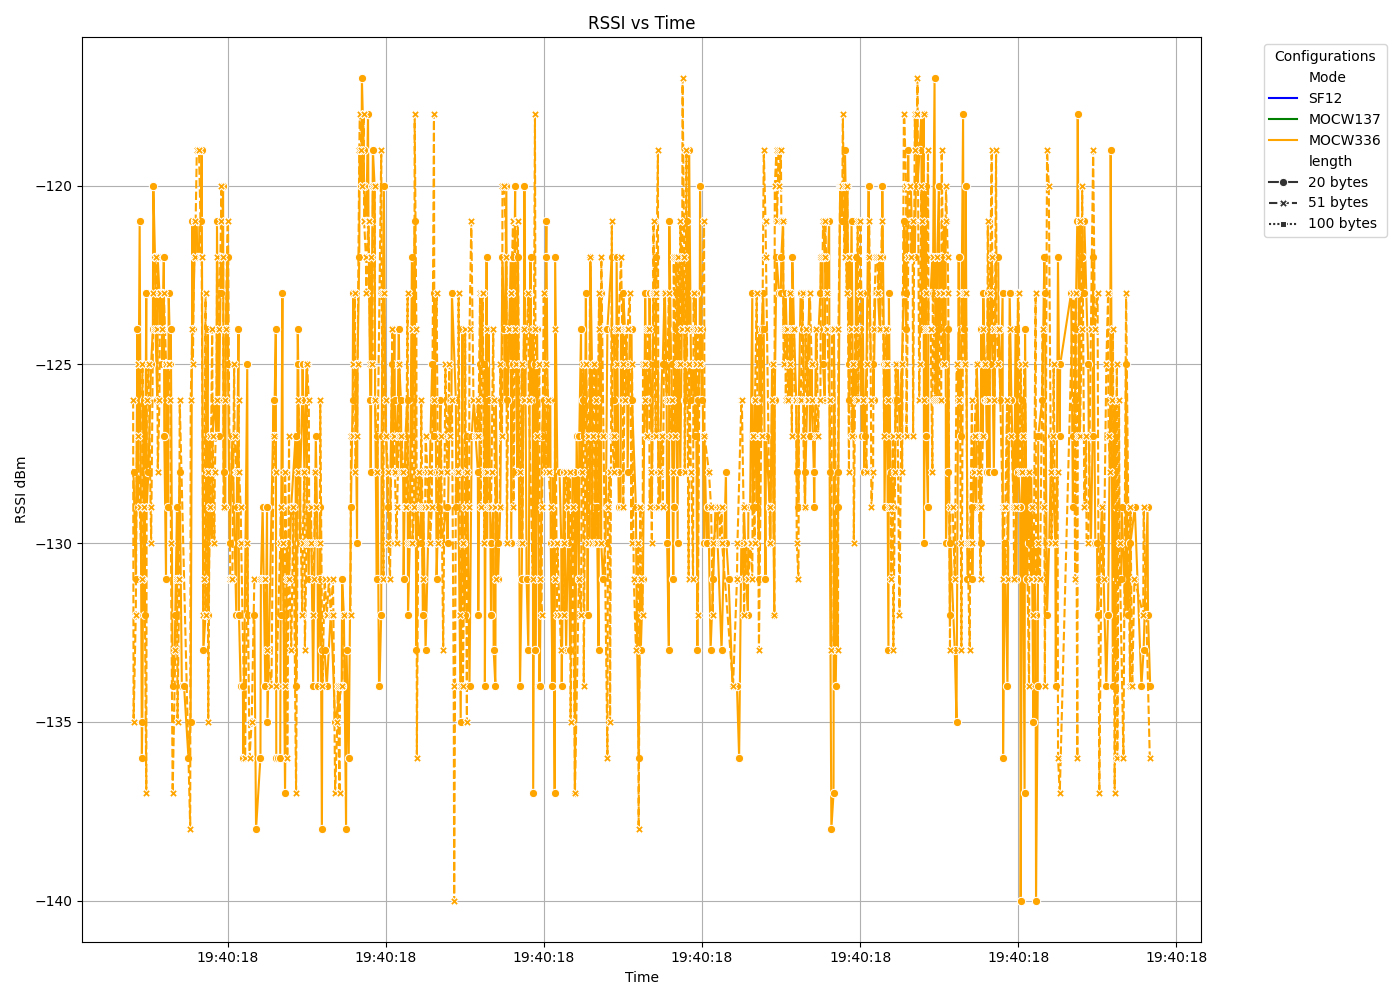 RSSI vs Time
RSSI dBm
−120
−125
−130
−135
−140
19:40:18 19:40:18 19:40:18 19:40:18 19:40:18 19:40:18 19:40:18
Time
Configurations
Mode
SF12
MOCW137
MOCW336
length
20 bytes
51 bytes
100 bytes